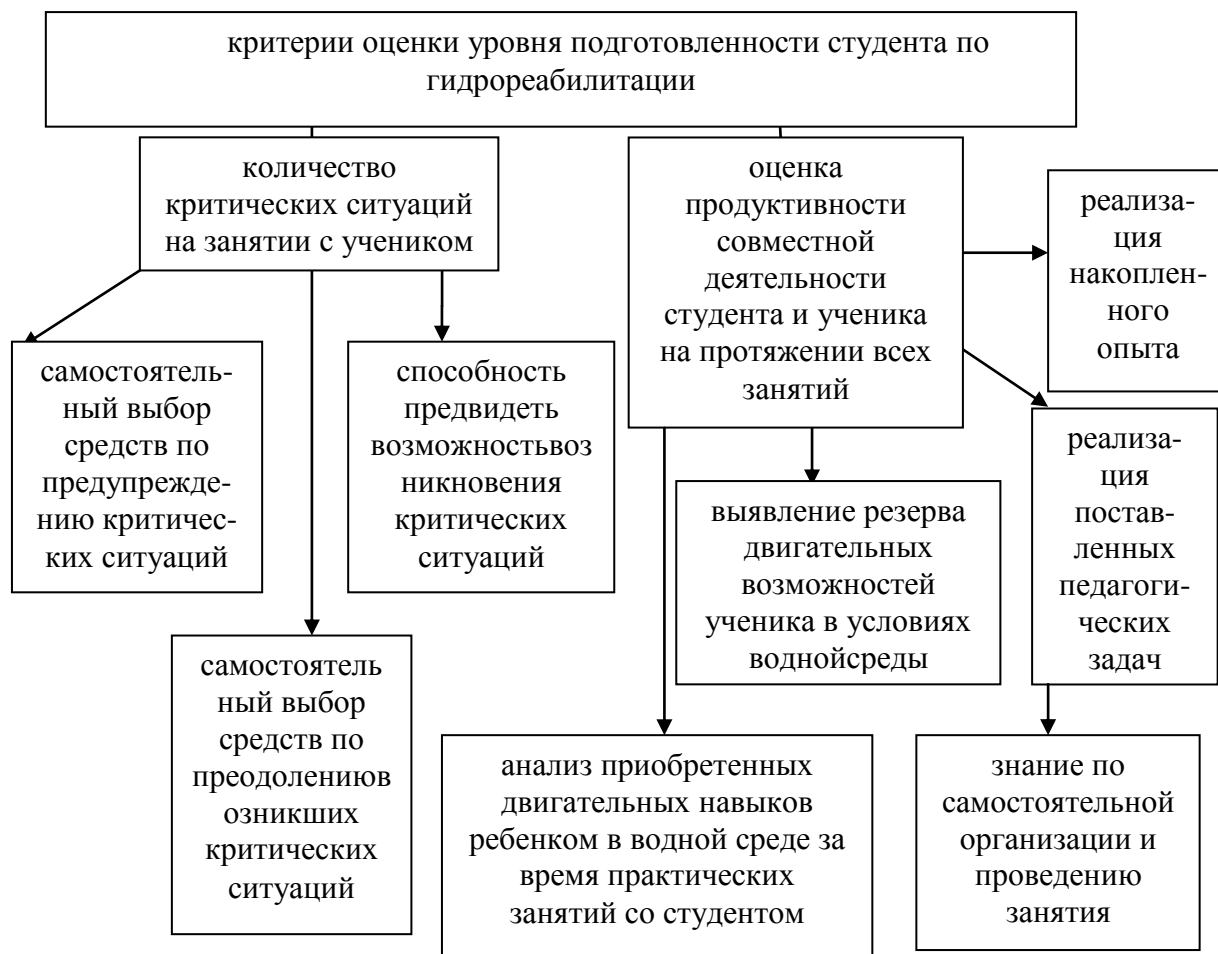 критерии оценки уровня подготовленности студента по
гидрореабилитации
количество
критических ситуаций
на занятии с учеником
оценка
продуктивности
совместной
деятельности
студента и ученика
на протяжении всех
занятий
реализа-
ция
накоплен-
ного
опыта
самостоятель-
ный выбор
средств по
предупрежде-
нию критичес-
ких ситуаций
способность
предвидеть
возможностьвоз
никновения
критических
ситуаций
реализа-
ция
постав-
ленных
педагоги-
ческих
задач
выявление резерва
двигательных
возможностей
ученика в условиях
воднойсреды
самостоятель
ный выбор
средств по
преодолениюв
озникших
критических
ситуаций
анализ приобретенных
двигательных навыков
ребенком в водной среде за
время практических
занятий со студентом
знание по
самостоятельной
организации и
проведению
занятия